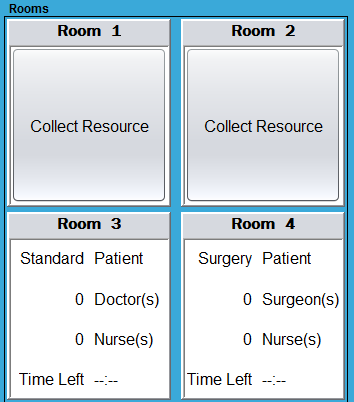 Rooms
Room 1
Room 2
Collect Resource
Collect Resource
Room 3
Room 4
Standard Patient
0 Doctor(s)
0 Nurse(s)
Time Left --:--
Surgery Patient
0 Surgeon(s)
0 Nurse(s)
Time Left --:--